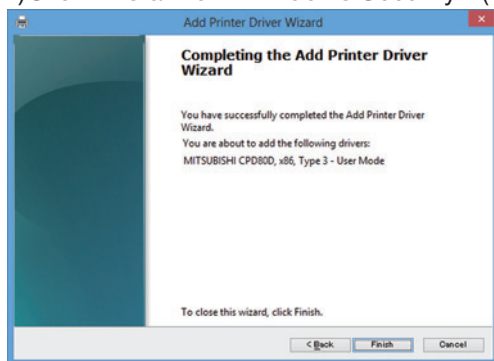 Add Printer Driver Wizard
Completing the Add Printer Driver
Wizard
You have successfully completed the Add Printer Driver
Wizard.
You are about to add the following drivers:
MITSUBISHI CPD80D, x86, Type 3 - User Mode
To close this wizard, click Finish.
< Back Finish Cancel